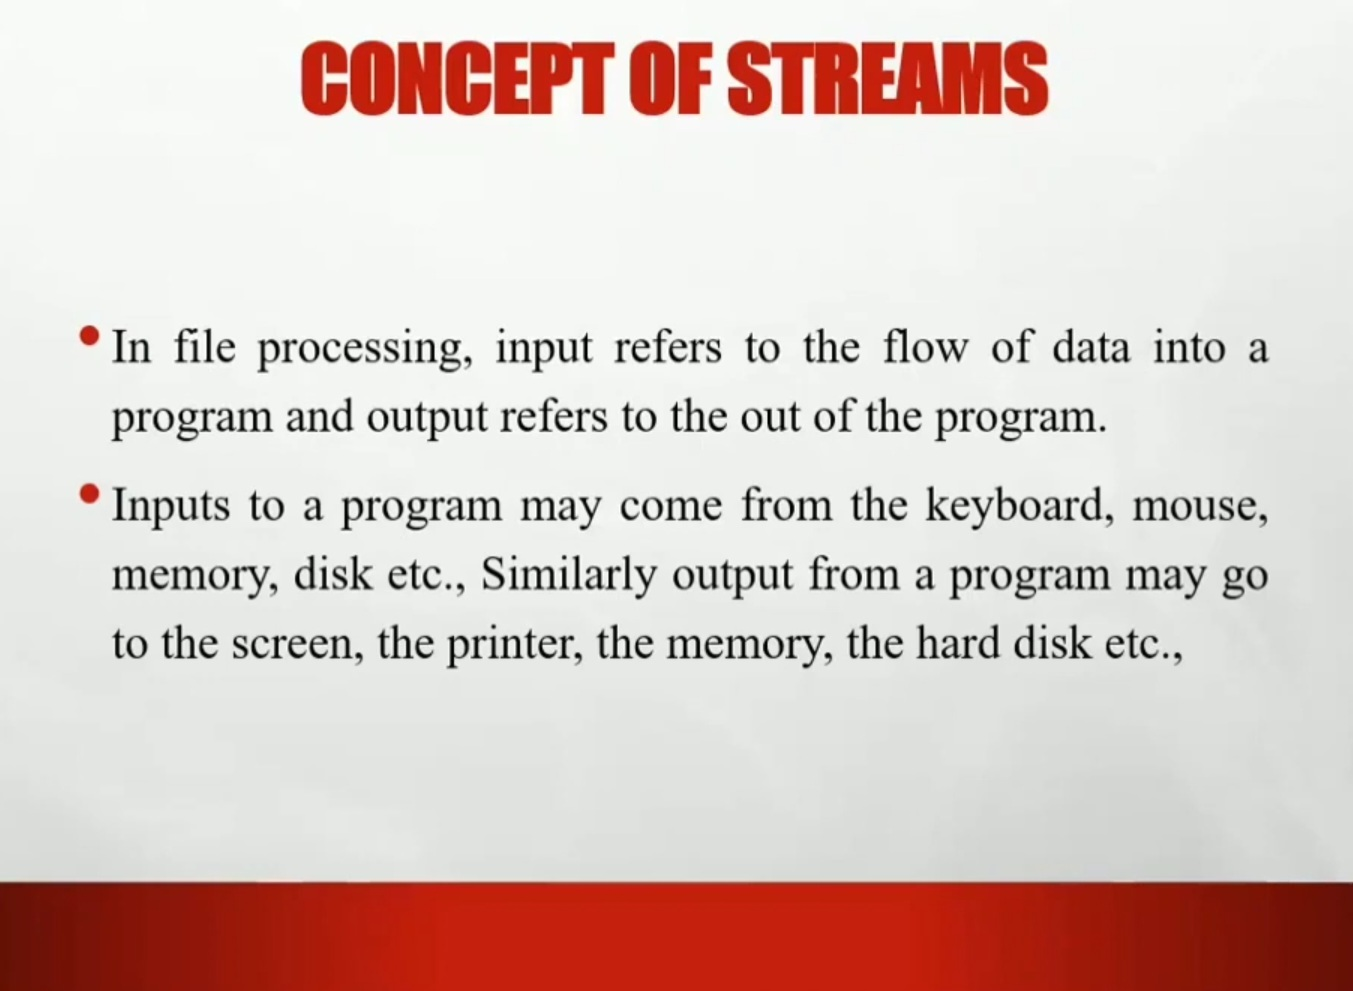 CONCEPT OF STREAMS
• In file processing, input refers to the flow of data into a
program and output refers to the out of the program.
• Inputs to a program may come from the keyboard, mouse,
memory, disk etc., Similarly output from a program may go
to the screen, the printer, the memory, the hard disk etc.,